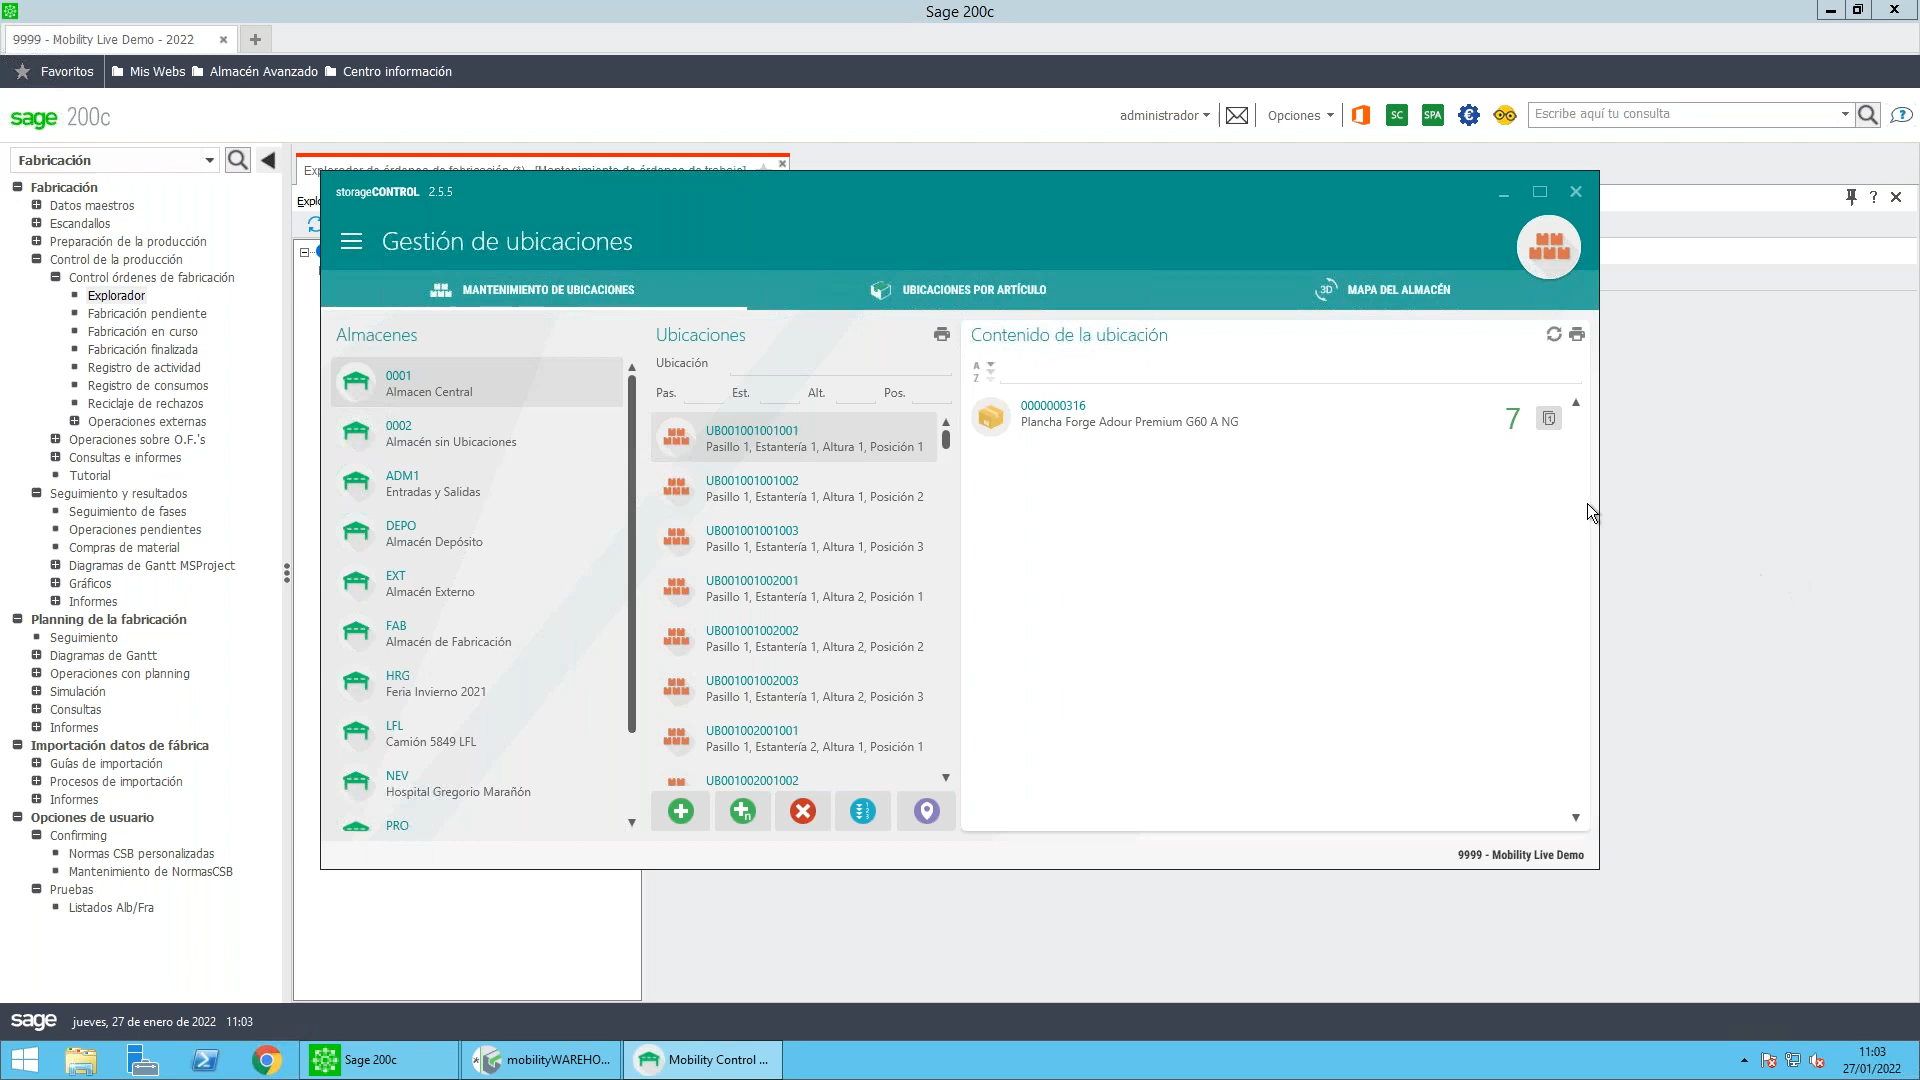 Sage 200c
9999 - Mobility Live Demo - 2022
Favoritos
Mis Webs
Almacén Avanzado
Centro información
sage 200c
administrador
Opciones
SC
SPA
Escribe aquí tu consulta
Fabricación
Fabricación
Datos maestros
Escandallos
Preparación de la producción
Control de la producción
Control órdenes de fabricación
Explorador
Fabricación pendiente
Fabricación en curso
Fabricación finalizada
Registro de actividad
Registro de consumos
Reciclaje de rechazos
Operaciones externas
Operaciones sobre O.F.'s
Consultas e informes
Tutorial
Seguimiento y resultados
Seguimiento de fases
Operaciones pendientes
Compras de material
Diagramas de Gantt MSProject
Gráficos
Informes
Planning de la fabricación
Seguimiento
Diagramas de Gantt
Operaciones con planning
Simulación
Consultas
Informes
Importación datos de fábrica
Guías de importación
Procesos de importación
Informes
Opciones de usuario
Confirming
Normas CSB personalizadas
Mantenimiento de NormasCSB
Pruebas
Listados Alb/Fra
Explorador de órdenes de fabricación (*) - [Mantenimiento de órdenes de trabajo]
Explo
storageCONTROL 2.5.5
Gestión de ubicaciones
MANTENIMIENTO DE UBICACIONES
UBICACIONES POR ARTÍCULO
3D
MAPA DEL ALMACÉN
Almacenes
0001
Almacen Central
0002
Almacén sin Ubicaciones
ADM1
Entradas y Salidas
DEPO
Almacén Depósito
EXT
Almacén Externo
FAB
Almacén de Fabricación
HRG
Feria Invierno 2021
LFL
Camión 5849 LFL
NEV
Hospital Gregorio Marañón
PRO
Ubicaciones
Ubicación
Pas. Est. Alt. Pos.
UB001001001001
Pasillo 1, Estantería 1, Altura 1, Posición 1
UB001001001002
Pasillo 1, Estantería 1, Altura 1, Posición 2
UB001001001003
Pasillo 1, Estantería 1, Altura 1, Posición 3
UB001001002001
Pasillo 1, Estantería 1, Altura 2, Posición 1
UB001001002002
Pasillo 1, Estantería 1, Altura 2, Posición 2
UB001001002003
Pasillo 1, Estantería 1, Altura 2, Posición 3
UB001002001001
Pasillo 1, Estantería 2, Altura 1, Posición 1
UB001002001002
Contenido de la ubicación
A
Z
0000000316
Plancha Forge Adour Premium G60 A NG
7
9999 - Mobility Live Demo
sage jueves, 27 de enero de 2022 11:03
Sage 200c
mobilityWAREHO...
Mobility Control ...
11:03
27/01/2022